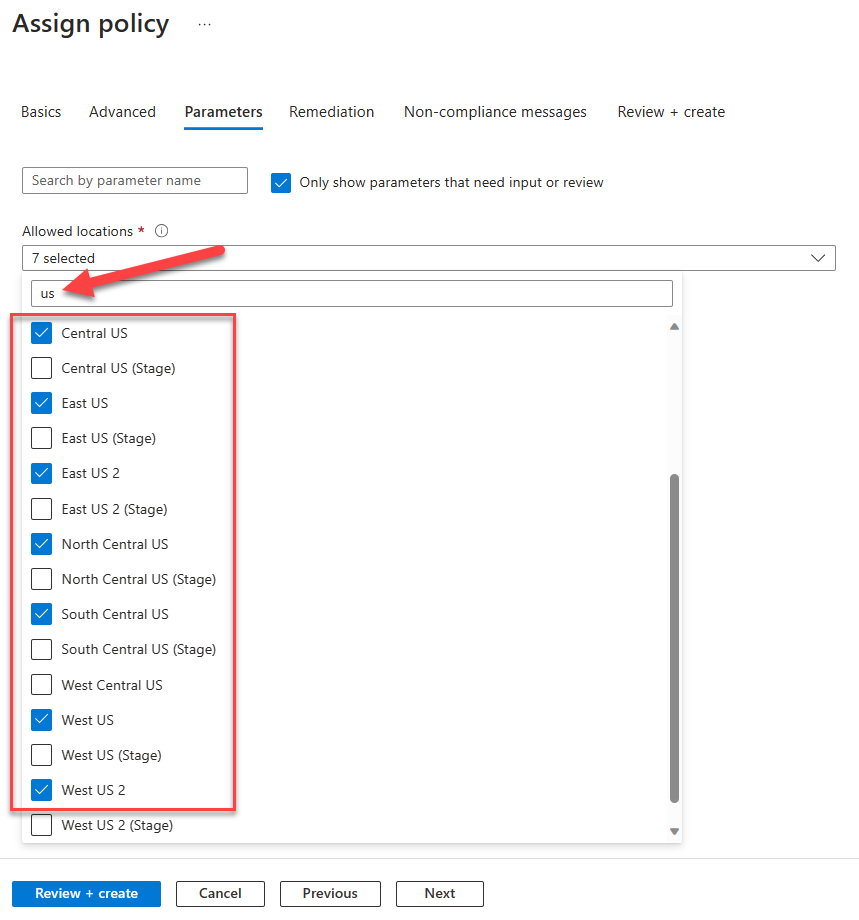 Assign policy ...
Basics Advanced Parameters Remediation Non-compliance messages Review + create
Search by parameter name Only show parameters that need input or review
Allowed locations *
7 selected
us
Central US
Central US (Stage)
East US
East US (Stage)
East US 2
East US 2 (Stage)
North Central US
North Central US (Stage)
South Central US
South Central US (Stage)
West Central US
West US
West US (Stage)
West US 2
West US 2 (Stage)
Review + create Cancel Previous Next